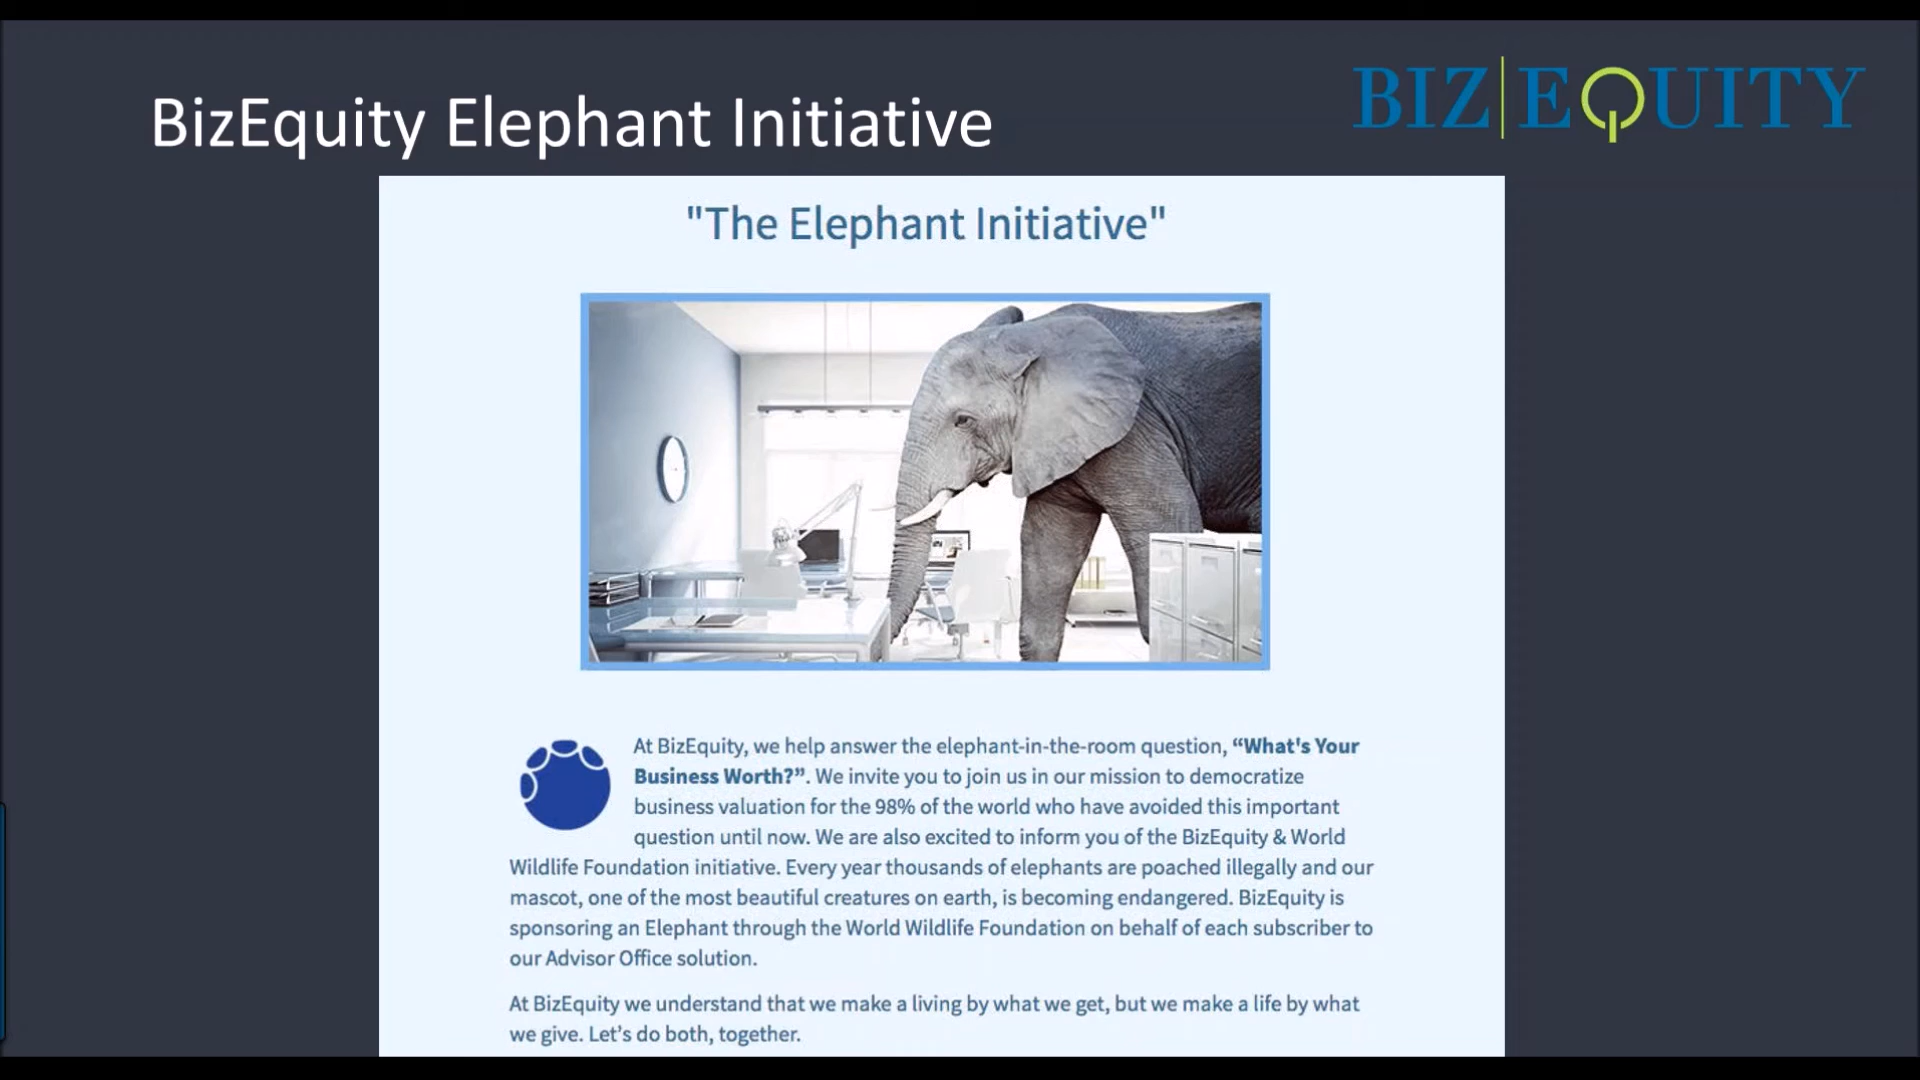 BizEquity Elephant Initiative
BIZ EQUITY
"The Elephant Initiative"
At BizEquity, we help answer the elephant-in-the-room question, “What's Your
Business Worth?”. We invite you to join us in our mission to democratize
business valuation for the 98% of the world who have avoided this important
question until now. We are also excited to inform you of the BizEquity & World
Wildlife Foundation initiative. Every year thousands of elephants are poached illegally and our
mascot, one of the most beautiful creatures on earth, is becoming endangered. BizEquity is
sponsoring an Elephant through the World Wildlife Foundation on behalf of each subscriber to
our Advisor Office solution.
At BizEquity we understand that we make a living by what we get, but we make a life by what
we give. Let’s do both, together.